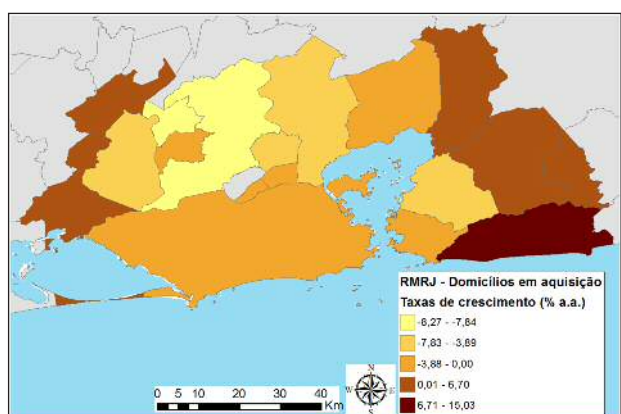 RMRJ - Domicílios em aquisição
Taxas de crescimento (% a.a.)
-8,27 - -7,84
-7,83 - -3,89
-3,88 - 0,00
0,01 - 6,70
6,71 - 15,03
N
W E
S
0 5 10 20 30 40
Km